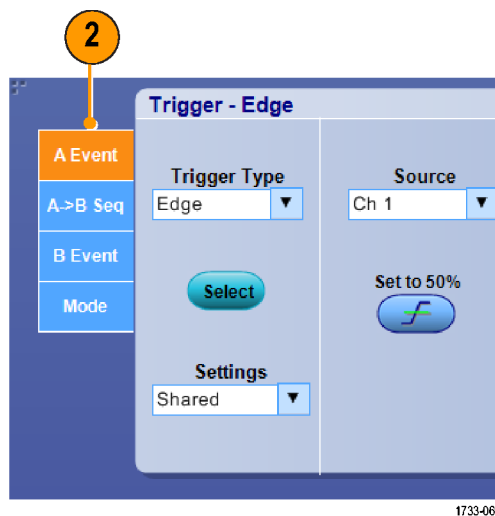 2
Trigger - Edge
A Event
A->B Seq
B Event
Mode
Trigger Type
Edge
Select
Settings
Shared
Source
Ch 1
Set to 50%
1733-06